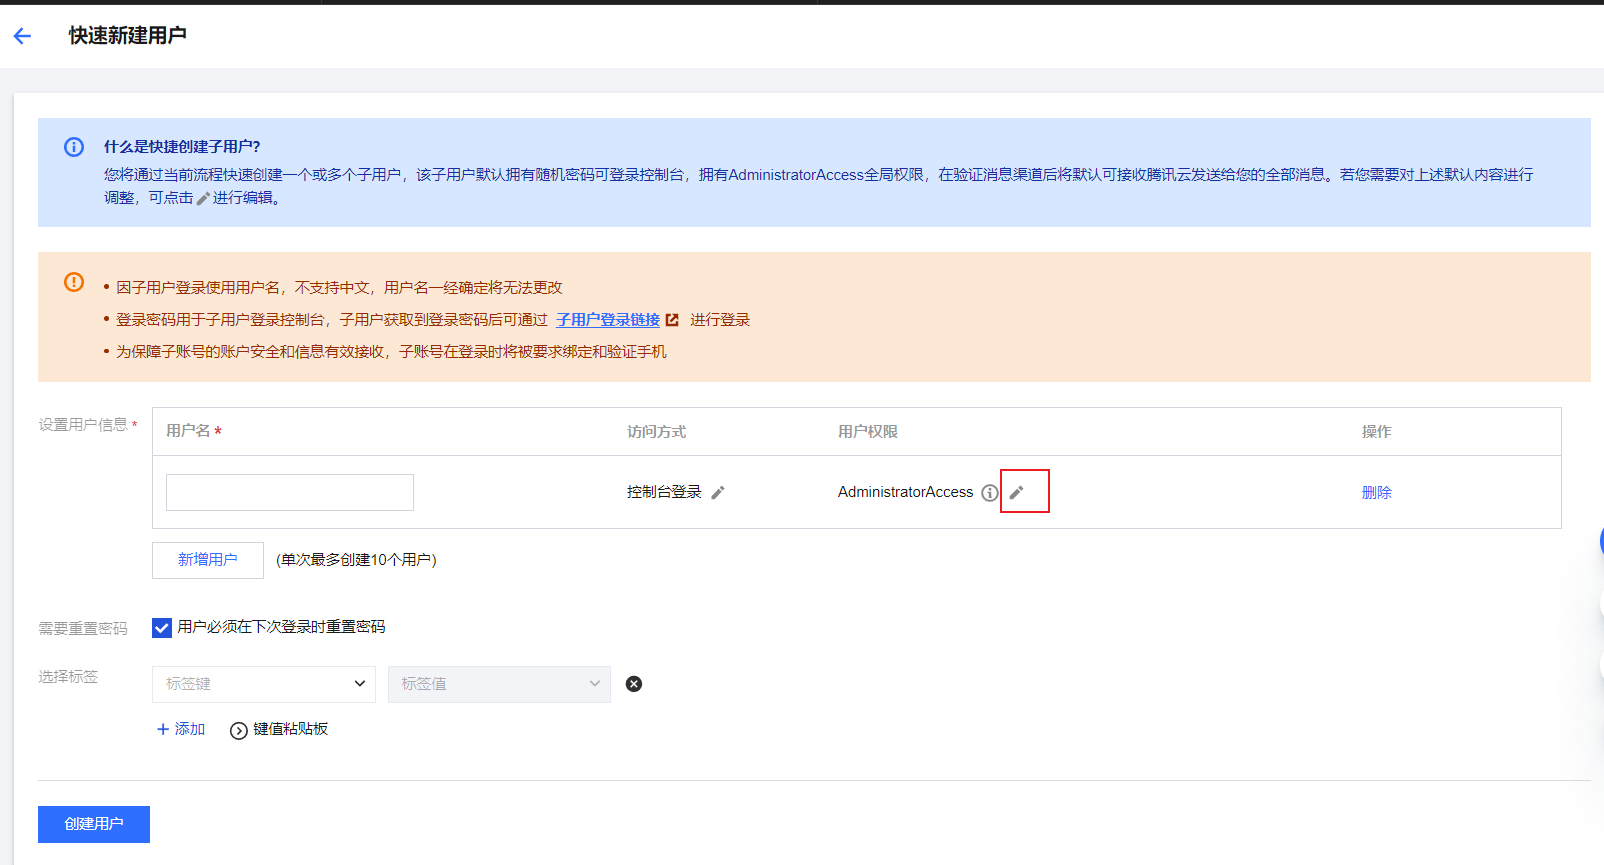 快速新建用户
什么是快捷创建子用户?
您将通过当前流程快速创建一个或多个子用户，该子用户默认拥有随机密码可登录控制台，拥有AdministratorAccess全局权限，在验证消息渠道后将默认可接收腾讯云发送给您的全部消息。若您需要对上述默认内容进行
调整，可点击 进行编辑。
• 因子用户登录使用用户名，不支持中文，用户名一经确定将无法更改
• 登录密码用于子用户登录控制台，子用户获取到登录密码后可通过 子用户登录链接 进行登录
• 为保障子账号的账户安全和信息有效接收，子账号在登录时将被要求绑定和验证手机
设置用户信息 *
用户名 * 访问方式 用户权限 操作
控制台登录 AdministratorAccess 删除
新增用户 (单次最多创建10个用户)
需要重置密码 用户必须在下次登录时重置密码
选择标签 标签键 标签值
+ 添加 键值粘贴板
创建用户